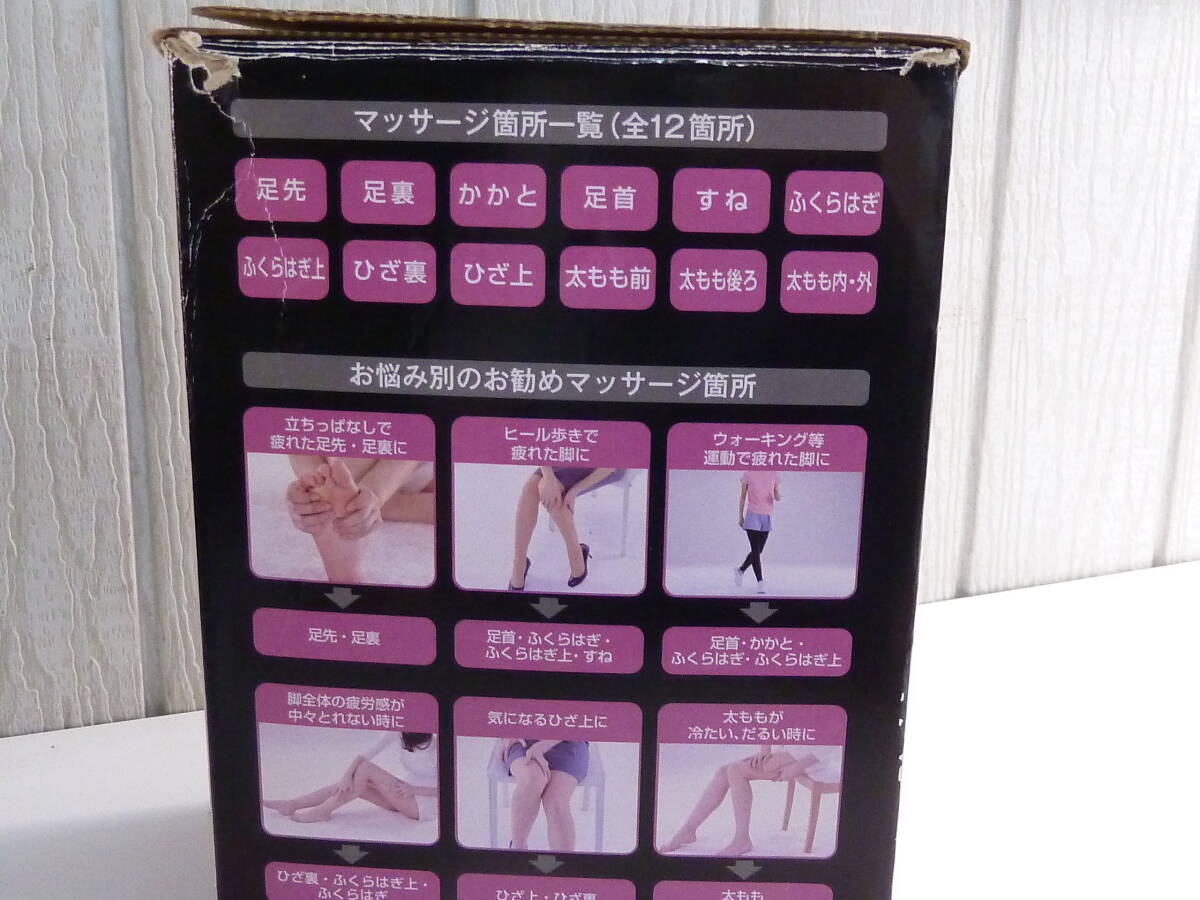 マッサージ箇所一覧（全12箇所）
足先 足裏 かかと 足首 すね ふくらはぎ
ふくらはぎ上 ひざ裏 ひざ上 太もも前 太もも後ろ 太もも内・外
お悩み別のお勧めマッサージ箇所
立ちっぱなしで
疲れた足先・足裏に
ヒール歩きで
疲れた脚に
ウォーキング等
運動で疲れた脚に
足先・足裏
足首・ふくらはぎ・
ふくらはぎ上・すね
足首・かかと・
ふくらはぎ・ふくらはぎ上
脚全体の疲労感が
中々とれない時に
気になるひざ上に
太ももが
冷たい、だるい時に
ひざ裏・ふくらはぎ上・
ふくらはぎ
ひざ上・ひざ裏
太もも